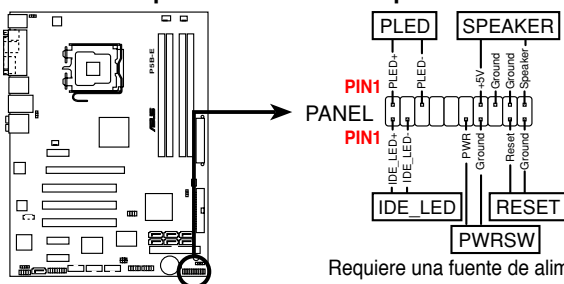 PLED SPEAKER
PLED+
PLED-
+5V
Ground
Ground
Speaker
PIN1
PANEL
PIN1
IDE_LED+
IDE_LED-
PWR
Ground
Reset
Ground
IDE_LED RESET
PWRSW
Requiere una fuente de alim
P5B-E
ASUS